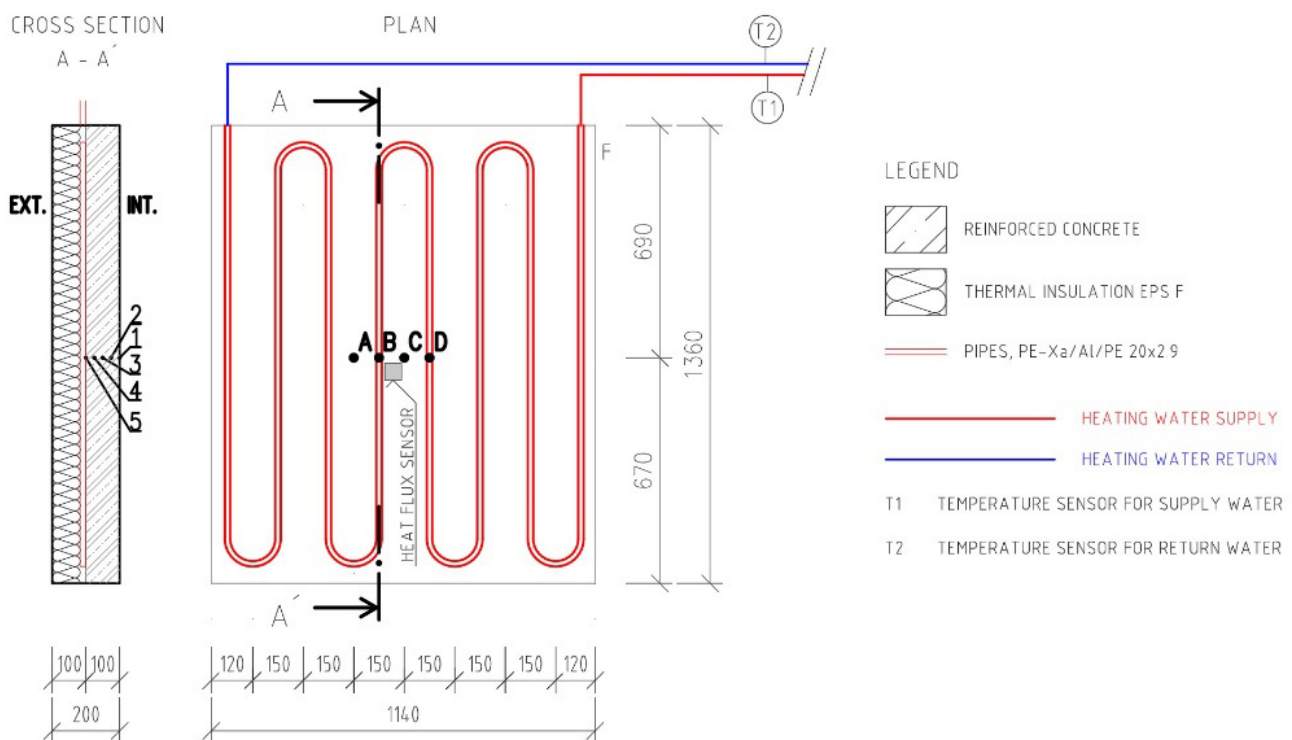 CROSS SECTION
A - A´
PLAN
T2
T1
A
F
EXT.
INT.
2
1
3
4
5
A B C D
HEAT FLUX SENSOR
690
670
1360
A´
100 100
200
120 150 150 150 150 150 150 120
1140
LEGEND
REINFORCED CONCRETE
THERMAL INSULATION EPS F
PIPES, PE-Xa/Al/PE 20x2 9
HEATING WATER SUPPLY
HEATING WATER RETURN
T1 TEMPERATURE SENSOR FOR SUPPLY WATER
T2 TEMPERATURE SENSOR FOR RETURN WATER